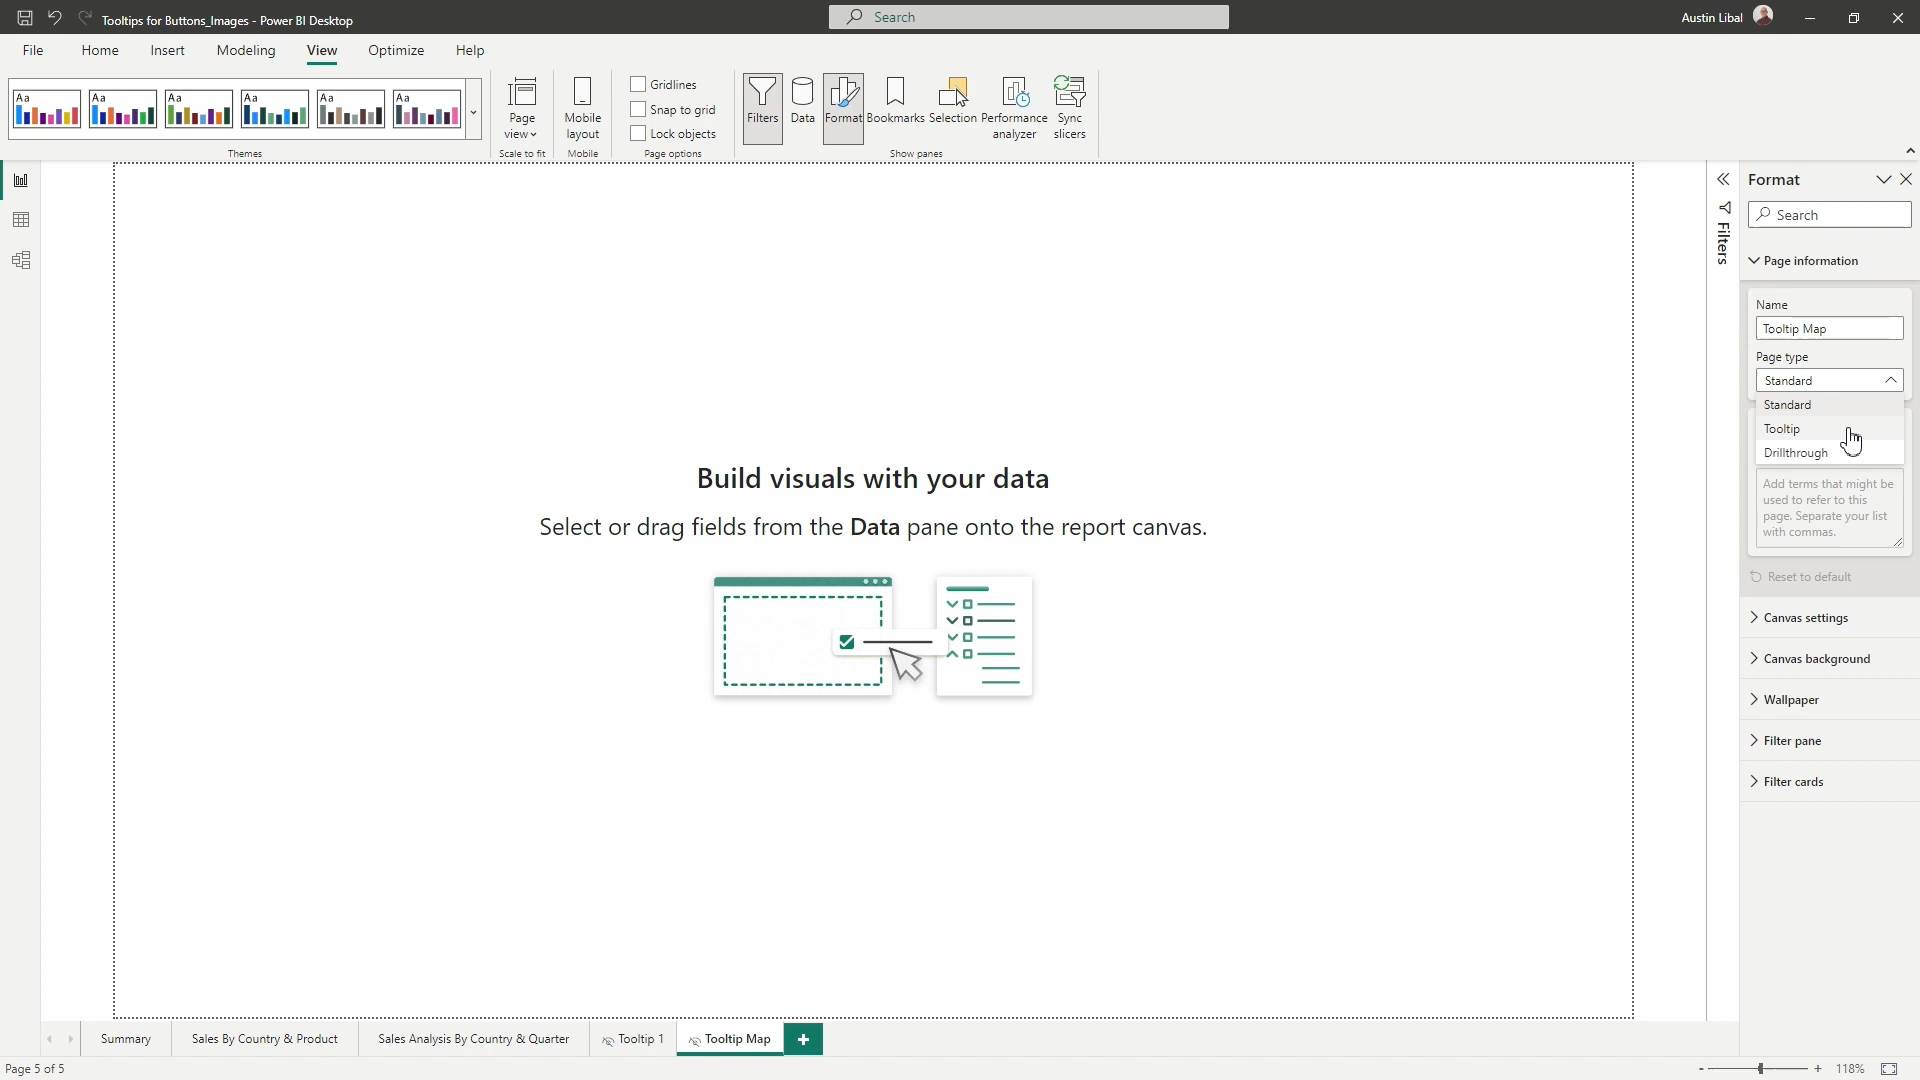 Tooltips for Buttons_Images - Power BI Desktop
Search
Austin Libal
File
Home
Insert
Modeling
View
Optimize
Help
Aa
Aa
Aa
Aa
Aa
Aa
Themes
Page view
Scale to fit
Mobile layout
Mobile
Gridlines
Snap to grid
Lock objects
Page options
Filters
Data
Format
Bookmarks
Selection
Performance analyzer
Sync slicers
Show panes
Filters
Format
Search
Page information
Name
Tooltip Map
Page type
Standard
Standard
Tooltip
Drillthrough
Add terms that might be
used to refer to this
page. Separate your list
with commas.
Reset to default
Canvas settings
Canvas background
Wallpaper
Filter pane
Filter cards
Build visuals with your data
Select or drag fields from the Data pane onto the report canvas.
Summary
Sales By Country & Product
Sales Analysis By Country & Quarter
Tooltip 1
Tooltip Map
+
Page 5 of 5
- + 118%